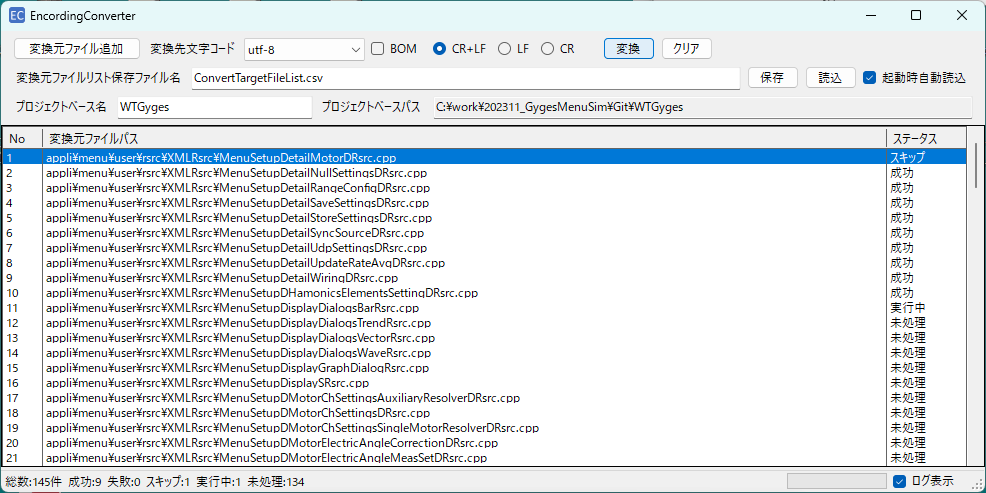 EC EncordingConverter
変換元ファイル追加 変換先文字コード utf-8 BOM CR+LF LF CR 変換 クリア
変換元ファイルリスト保存ファイル名 ConvertTargetFileList.csv 保存 読込 起動時自動読込
プロジェクトベース名 WTGyges プロジェクトベースパス C:¥work¥202311_GygesMenuSim¥Git¥WTGyges
No 変換元ファイルパス ステータス
1 appli¥menu¥user¥rsrc¥XMLRsrc¥MenuSetupDetailMotorDRsrc.cpp スキップ
2 appli¥menu¥user¥rsrc¥XMLRsrc¥MenuSetupDetailNullSettingsDRsrc.cpp 成功
3 appli¥menu¥user¥rsrc¥XMLRsrc¥MenuSetupDetailRangeConfigDRsrc.cpp 成功
4 appli¥menu¥user¥rsrc¥XMLRsrc¥MenuSetupDetailSaveSettingsDRsrc.cpp 成功
5 appli¥menu¥user¥rsrc¥XMLRsrc¥MenuSetupDetailStoreSettingsDRsrc.cpp 成功
6 appli¥menu¥user¥rsrc¥XMLRsrc¥MenuSetupDetailSyncSourceDRsrc.cpp 成功
7 appli¥menu¥user¥rsrc¥XMLRsrc¥MenuSetupDetailUdpSettingsDRsrc.cpp 成功
8 appli¥menu¥user¥rsrc¥XMLRsrc¥MenuSetupDetailUpdateRateAvgDRsrc.cpp 成功
9 appli¥menu¥user¥rsrc¥XMLRsrc¥MenuSetupDetailWiringDRsrc.cpp 成功
10 appli¥menu¥user¥rsrc¥XMLRsrc¥MenuSetupDHamonicsElementsSettingDRsrc.cpp 成功
11 appli¥menu¥user¥rsrc¥XMLRsrc¥MenuSetupDisplayDialogsBarRsrc.cpp 実行中
12 appli¥menu¥user¥rsrc¥XMLRsrc¥MenuSetupDisplayDialogsTrendRsrc.cpp 未処理
13 appli¥menu¥user¥rsrc¥XMLRsrc¥MenuSetupDisplayDialogsVectorRsrc.cpp 未処理
14 appli¥menu¥user¥rsrc¥XMLRsrc¥MenuSetupDisplayDialogsWaveRsrc.cpp 未処理
15 appli¥menu¥user¥rsrc¥XMLRsrc¥MenuSetupDisplayGraphDialogRsrc.cpp 未処理
16 appli¥menu¥user¥rsrc¥XMLRsrc¥MenuSetupDisplaySRsrc.cpp 未処理
17 appli¥menu¥user¥rsrc¥XMLRsrc¥MenuSetupDMotorChSettingsAuxiliaryResolverDRsrc.cpp 未処理
18 appli¥menu¥user¥rsrc¥XMLRsrc¥MenuSetupDMotorChSettingsDRsrc.cpp 未処理
19 appli¥menu¥user¥rsrc¥XMLRsrc¥MenuSetupDMotorChSettingsSingleMotorResolverDRsrc.cpp 未処理
20 appli¥menu¥user¥rsrc¥XMLRsrc¥MenuSetupDMotorElectricAngleCorrectionDRsrc.cpp 未処理
21 appli¥menu¥user¥rsrc¥XMLRsrc¥MenuSetupDMotorElectricAngleMeasSetDRsrc.cpp 未処理
総数:145件 成功:9 失敗:0 スキップ:1 実行中:1 未処理:134 ログ表示